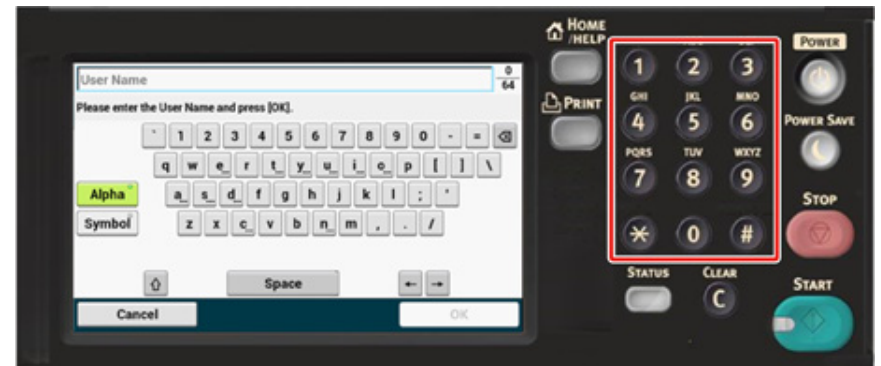 HOME
/HELP
PRINT
User Name
0
64
Please enter the User Name and press [OK].
` 1 2 3 4 5 6 7 8 9 0 - =
q w e r t y u i o p [ ] \
Alpha
a s d f g h j k l ; '
Symbol
z x c v b n m , . /
Space
← →
Cancel
OK
1 2 3
GHI JKL MNO
4 5 6
PQRS TUV WXYZ
7 8 9
* 0 #
STATUS
CLEAR
C
POWER
POWER SAVE
STOP
START